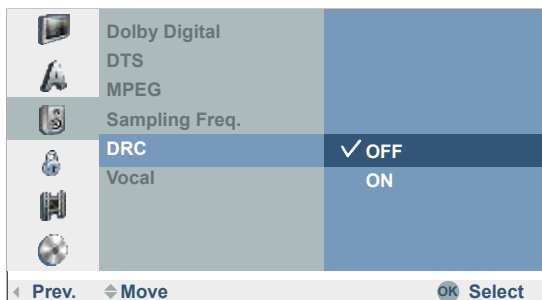 Dolby Digital
DTS
MPEG
Sampling Freq.
DRC
OFF
Vocal
ON
Prev. Move OK Select